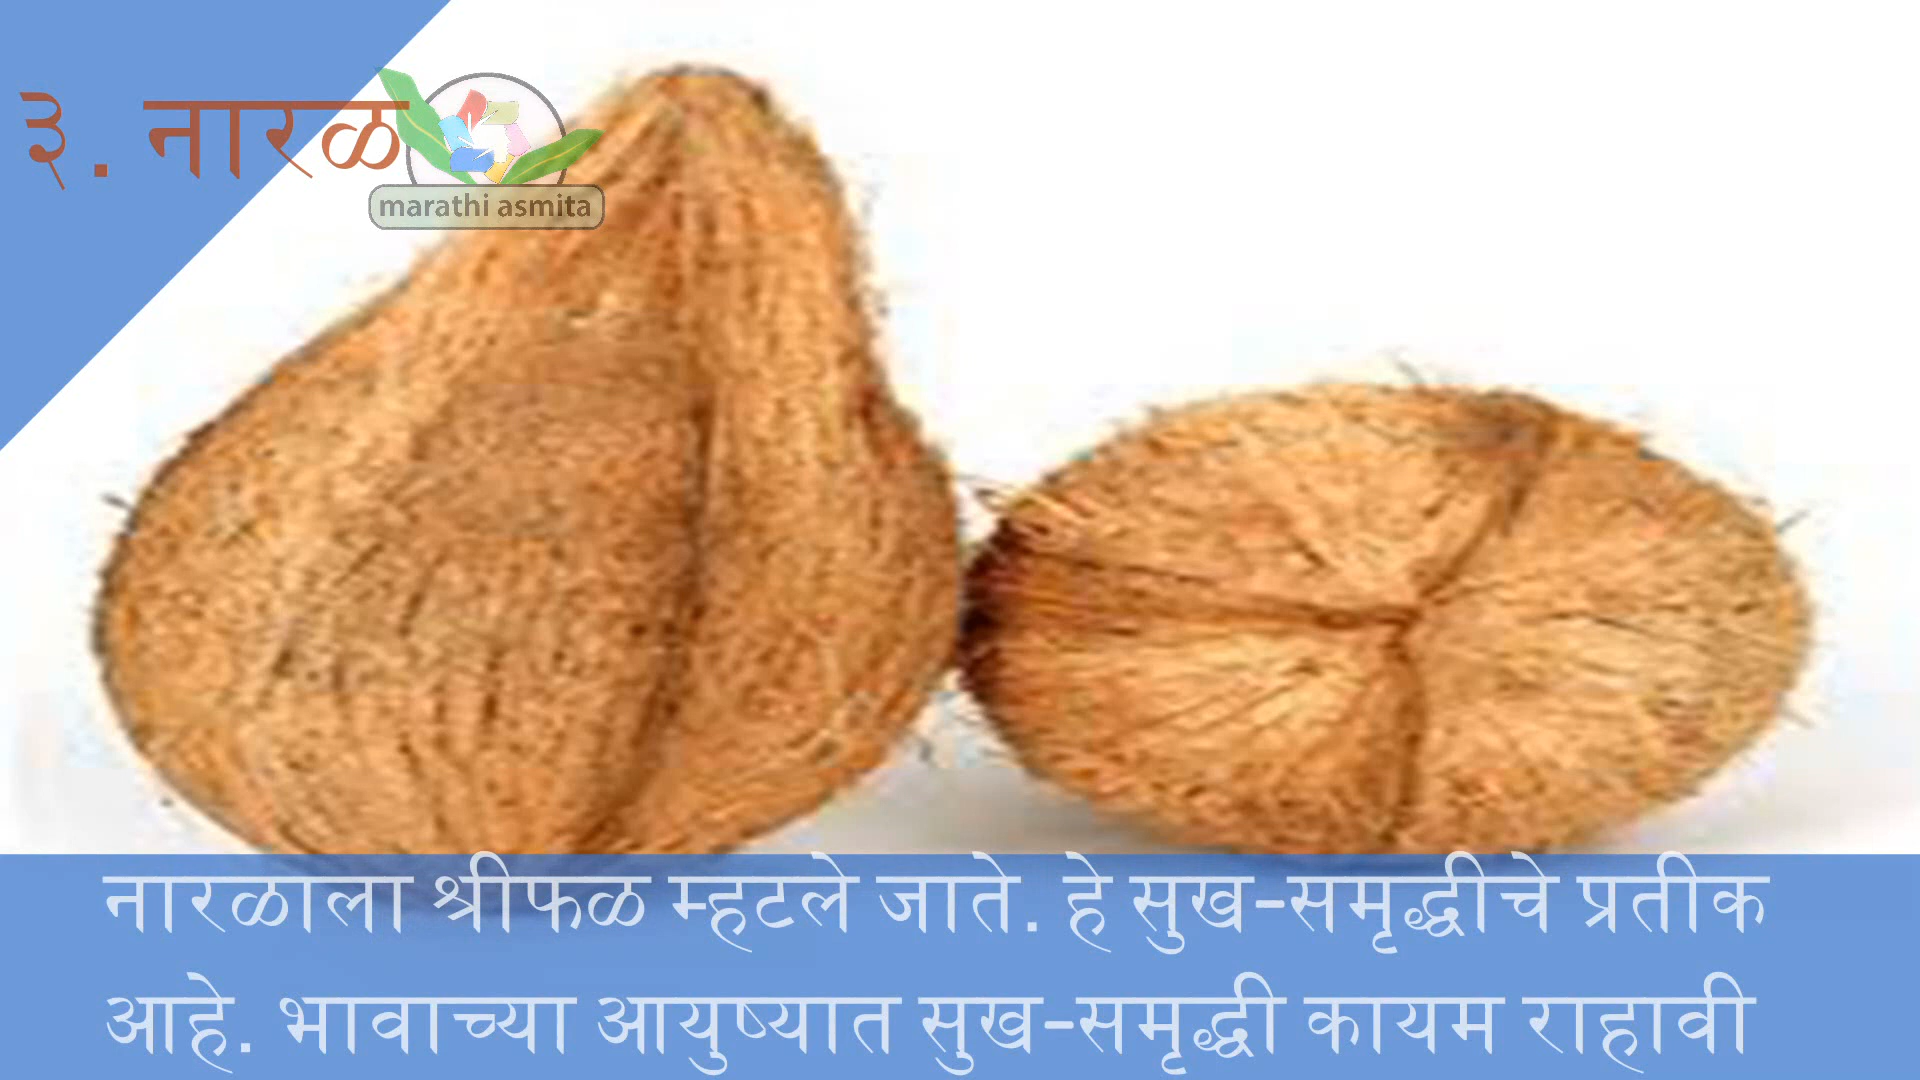 ३. नारळ
marathi asmita
नारळाला श्रीफळ म्हटले जाते. हे सुख-समृद्धीचे प्रतीक
आहे. भावाच्या आयुष्यात सुख-समृद्धी कायम राहावी